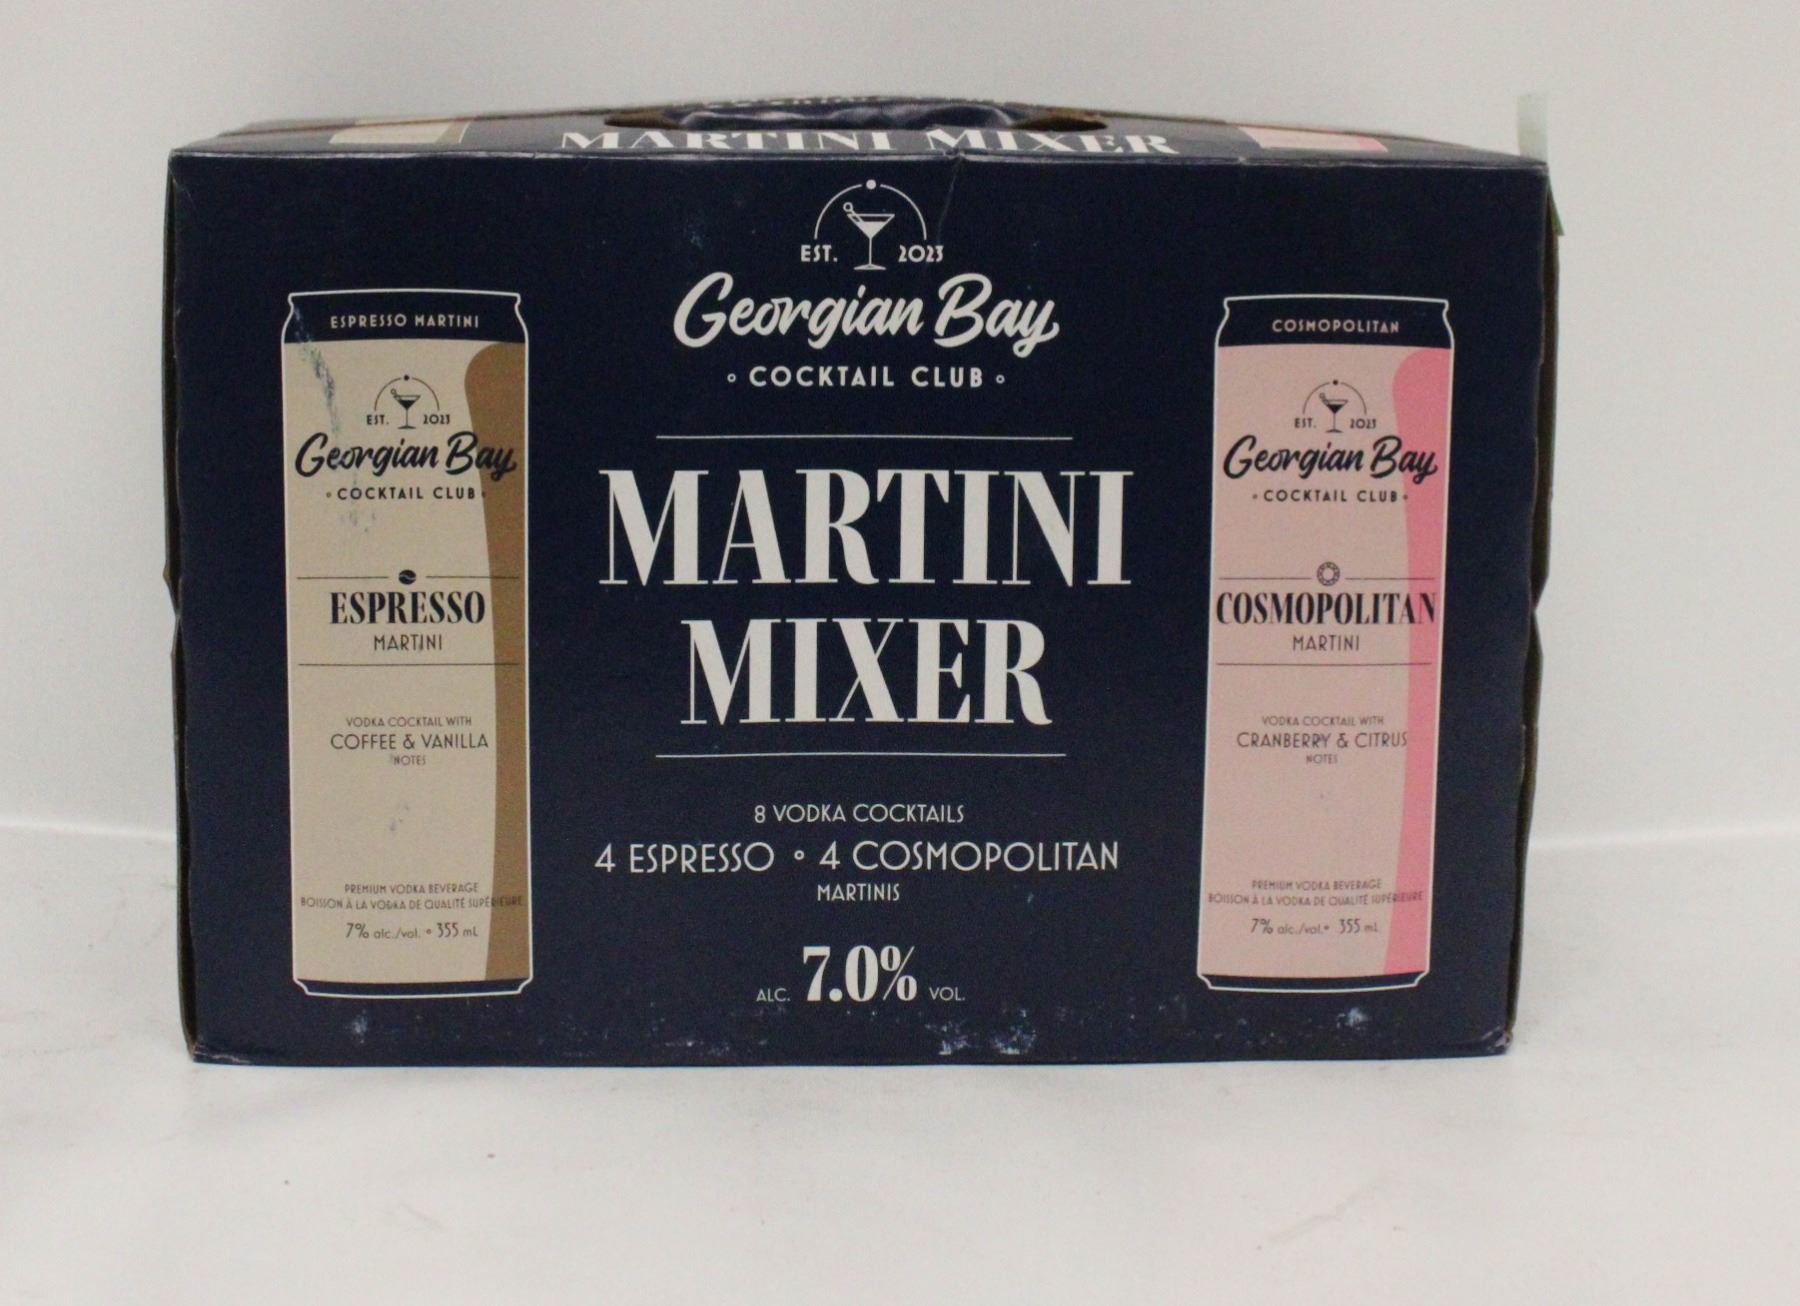 MARTINI MIXER
EST. 2023
Georgian Bay
COCKTAIL CLUB
MARTINI
MIXER
8 VODKA COCKTAILS
4 ESPRESSO ° 4 COSMOPOLITAN
MARTINIS
ALC. 7.0% VOL.
ESPRESSO MARTINI
EST. 2023
Georgian Bay
COCKTAIL CLUB
ESPRESSO
MARTINI
VODKA COCKTAIL WITH
COFFEE & VANILLA
NOTES
PREMIUM VODKA BEVERAGE
BOISSON À LA VODKA DE QUALITÉ SUPÉRIEURE
7% alc./vol. • 355 mL
COSMOPOLITAN
EST. 2023
Georgian Bay
COCKTAIL CLUB
COSMOPOLITAN
MARTINI
VODKA COCKTAIL WITH
CRANBERRY & CITRUS
NOTES
PREMIUM VODKA BEVERAGE
BOISSON À LA VODKA DE QUALITÉ SUPÉRIEURE
7% alc./vol. • 355 mL